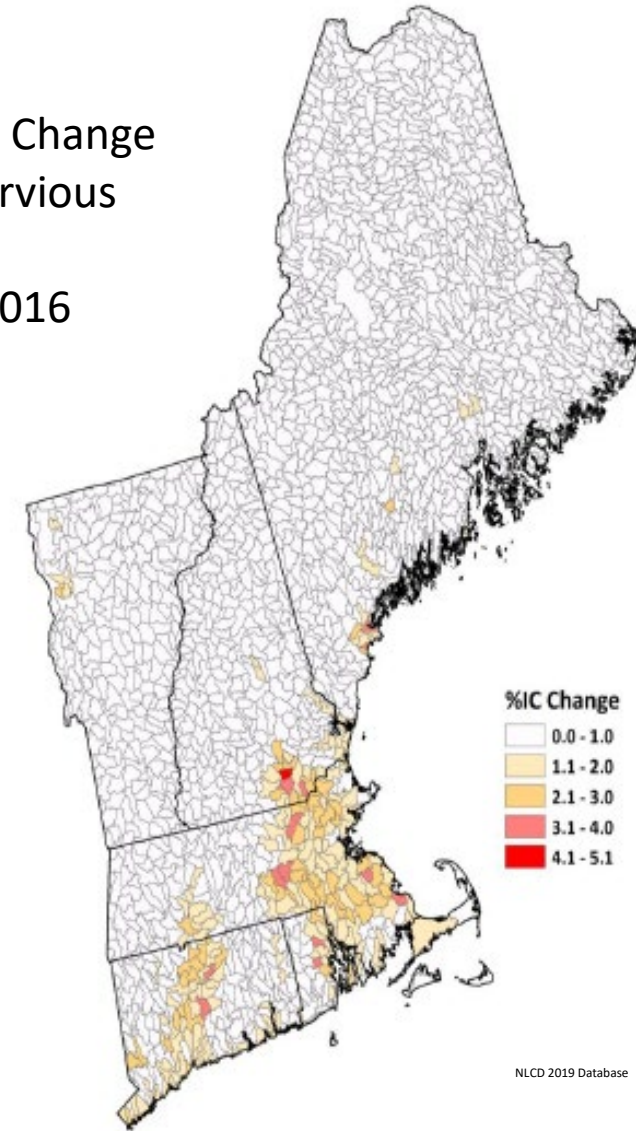 Change
rvious
016
%IC Change
0.0 - 1.0
1.1 - 2.0
2.1 - 3.0
3.1 - 4.0
4.1 - 5.1
NLCD 2019 Database